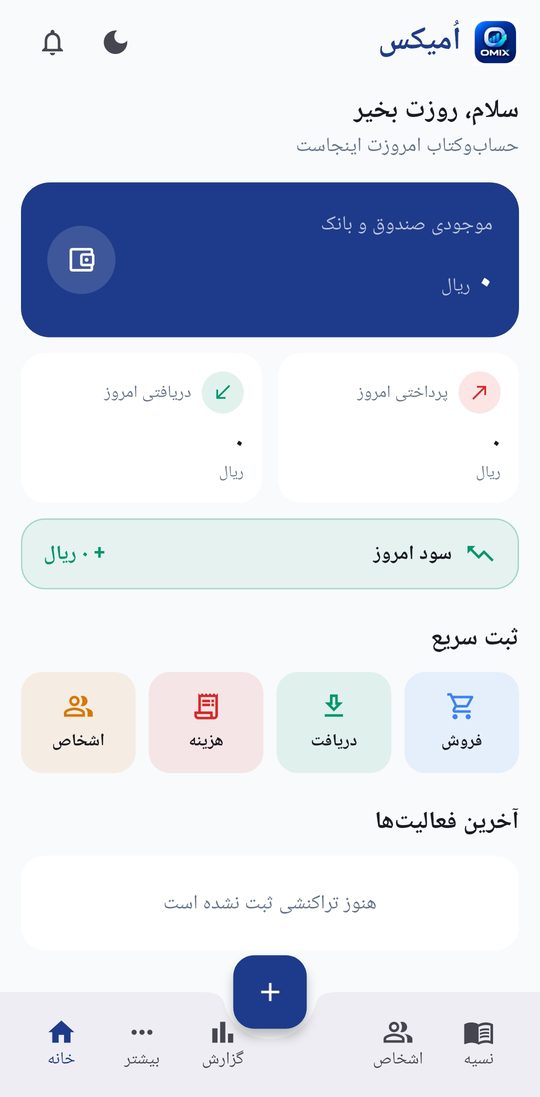 اُمیکس
OMIX
سلام، روزت بخیر
حساب‌وکتاب امروزت اینجاست
موجودی صندوق و بانک
۰ ریال
پرداختی امروز
۰
ریال
دریافتی امروز
۰
ریال
سود امروز
+ ۰ ریال
ثبت سریع
فروش
دریافت
هزینه
اشخاص
آخرین فعالیت‌ها
هنوز تراکنشی ثبت نشده است
نسیه
اشخاص
گزارش
بیشتر
خانه